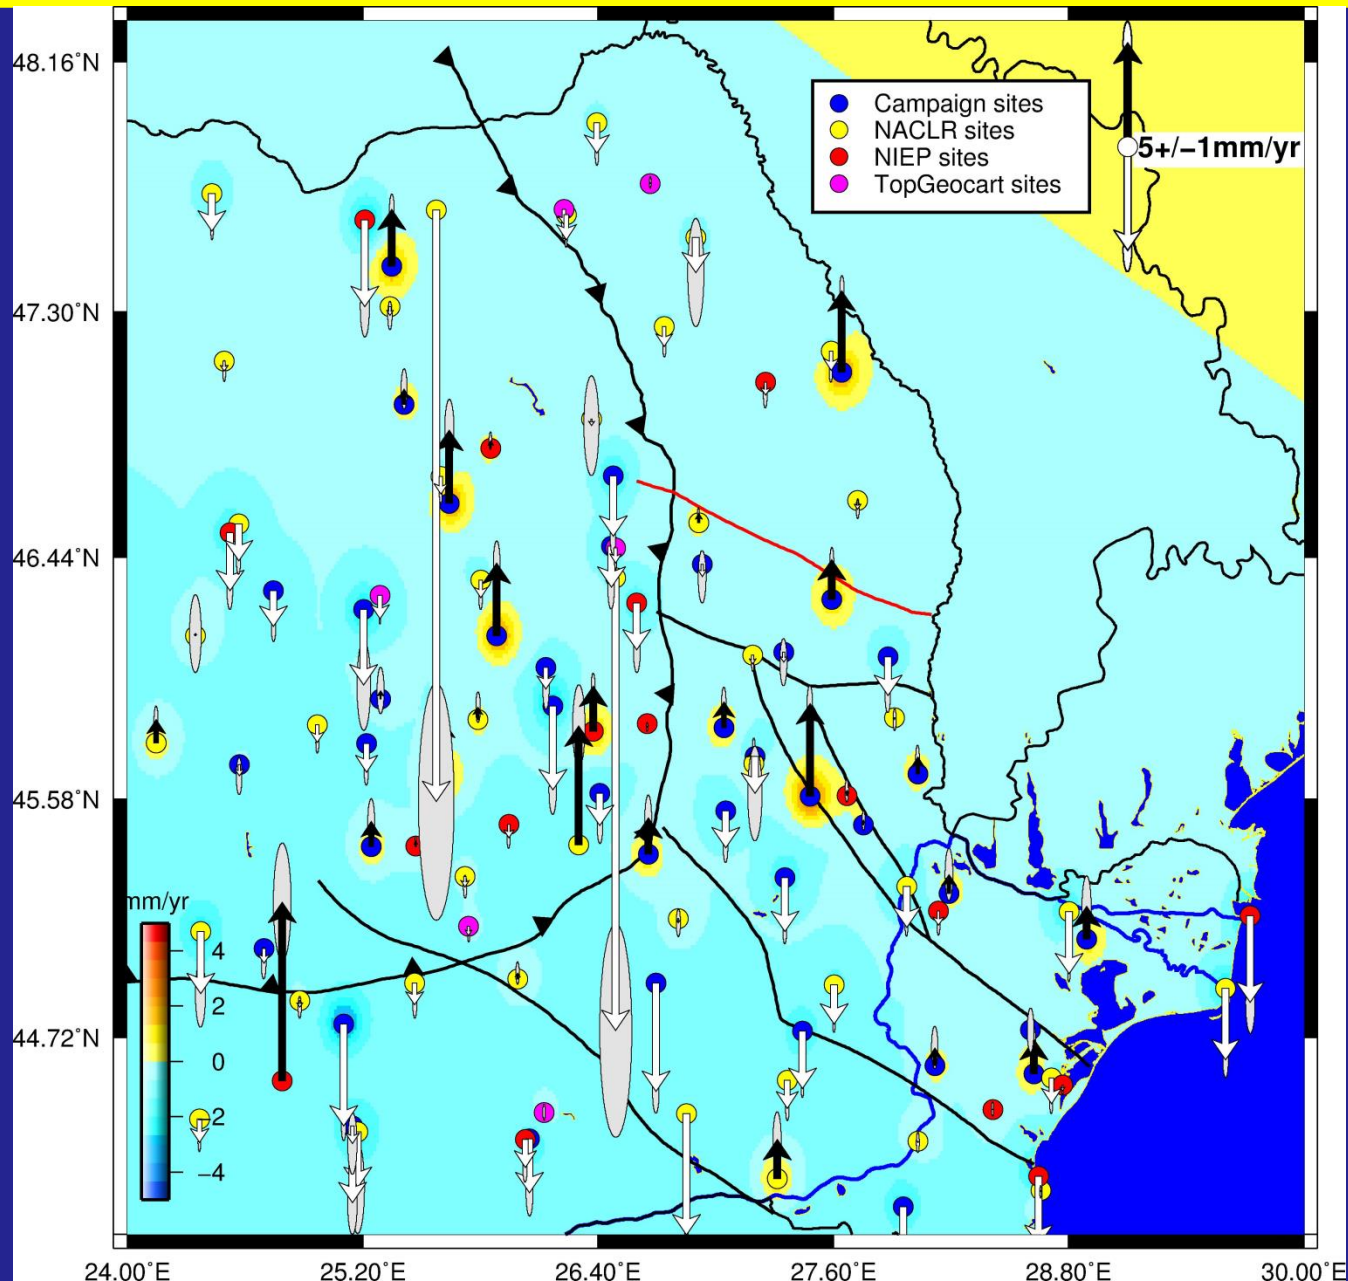 48.16°N
Campaign sites
NACLR sites
5+/−1mm/yr
NIEP sites
TopGeocart sites
47.30°N
46.44°N
45.58°N
mm/yr
4
2
0
−2
−4
44.72°N
24.00°E
25.20°E
26.40°E
27.60°E
28.80°E
30.00°E